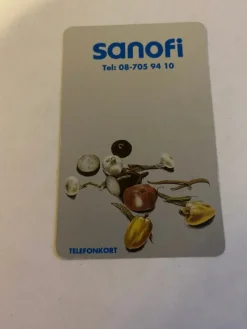 sanofi
Tel: 08-705 94 10
TELEFONKORT